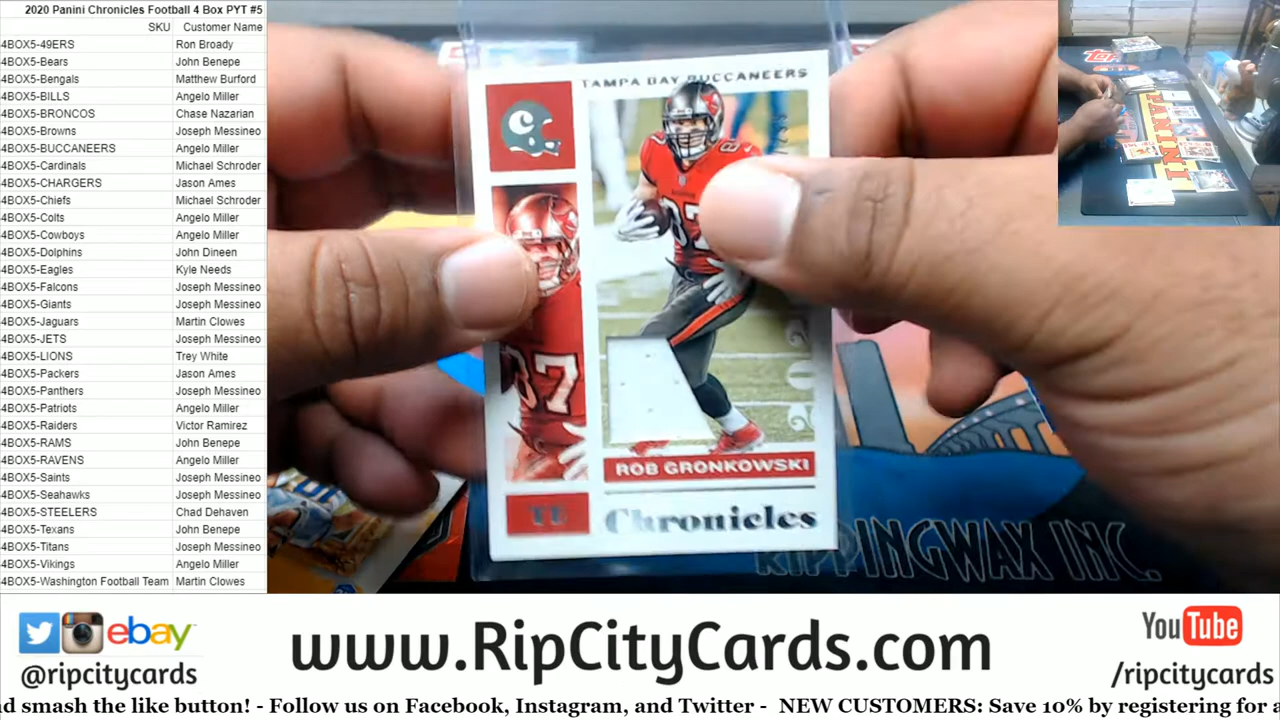 2020 Panini Chronicles Football 4 Box PYT #5
SKU Customer Name
4BOX5-49ERS Ron Broady
4BOX5-Bears John Benepe
4BOX5-Bengals Matthew Burford
4BOX5-BILLS Angelo Miller
4BOX5-BRONCOS Chase Nazarian
4BOX5-Browns Joseph Messineo
4BOX5-BUCCANEERS Angelo Miller
4BOX5-Cardinals Michael Schroder
4BOX5-CHARGERS Jason Ames
4BOX5-Chiefs Michael Schroder
4BOX5-Colts Angelo Miller
4BOX5-Cowboys Angelo Miller
4BOX5-Dolphins John Dineen
4BOX5-Eagles Kyle Needs
4BOX5-Falcons Joseph Messineo
4BOX5-Giants Joseph Messineo
4BOX5-Jaguars Martin Clowes
4BOX5-JETS Joseph Messineo
4BOX5-LIONS Trey White
4BOX5-Packers Jason Ames
4BOX5-Panthers Joseph Messineo
4BOX5-Patriots Angelo Miller
4BOX5-Raiders Victor Ramirez
4BOX5-RAMS John Benepe
4BOX5-RAVENS Angelo Miller
4BOX5-Saints Joseph Messineo
4BOX5-Seahawks Joseph Messineo
4BOX5-STEELERS Chad Dehaven
4BOX5-Texans John Benepe
4BOX5-Titans Joseph Messineo
4BOX5-Vikings Angelo Miller
4BOX5-Washington Football Team Martin Clowes
TAMPA BAY BUCCANEERS
87
ROB GRONKOWSKI
TE
Chronicles
RIPPINGWAX INC.
TOPPS
PANINI
ebay
@ripcitycards
www.RipCityCards.com
YouTube
/ripcitycards
nd smash the like button! - Follow us on Facebook, Instagram, and Twitter - NEW CUSTOMERS: Save 10% by registering for a